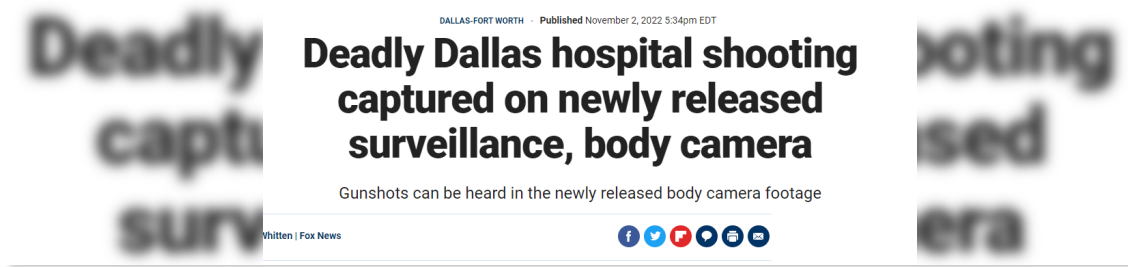 DALLAS-FORT WORTH · Published November 2, 2022 5:34pm EDT
Deadly Dallas hospital shooting
captured on newly released
surveillance, body camera
Gunshots can be heard in the newly released body camera footage
Whitten | Fox News